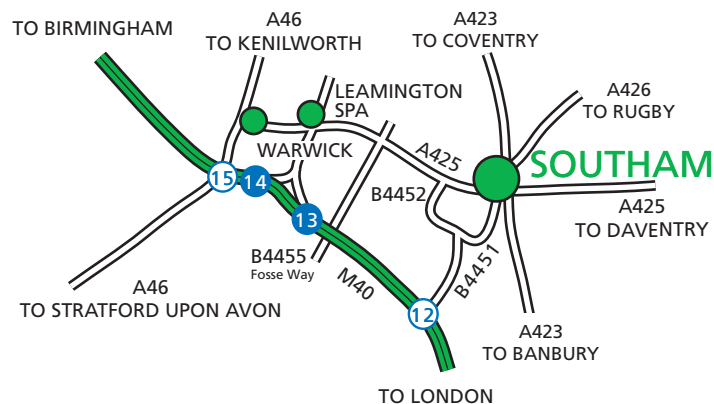 TO BIRMINGHAM
A46
TO KENILWORTH
A423
TO COVENTRY
LEAMINGTON
SPA
A426
TO RUGBY
WARWICK
A425
SOUTHAM
15
14
B4452
A425
TO DAVENTRY
13
B4455
Fosse Way
M40
B4451
A46
TO STRATFORD UPON AVON
12
A423
TO BANBURY
TO LONDON